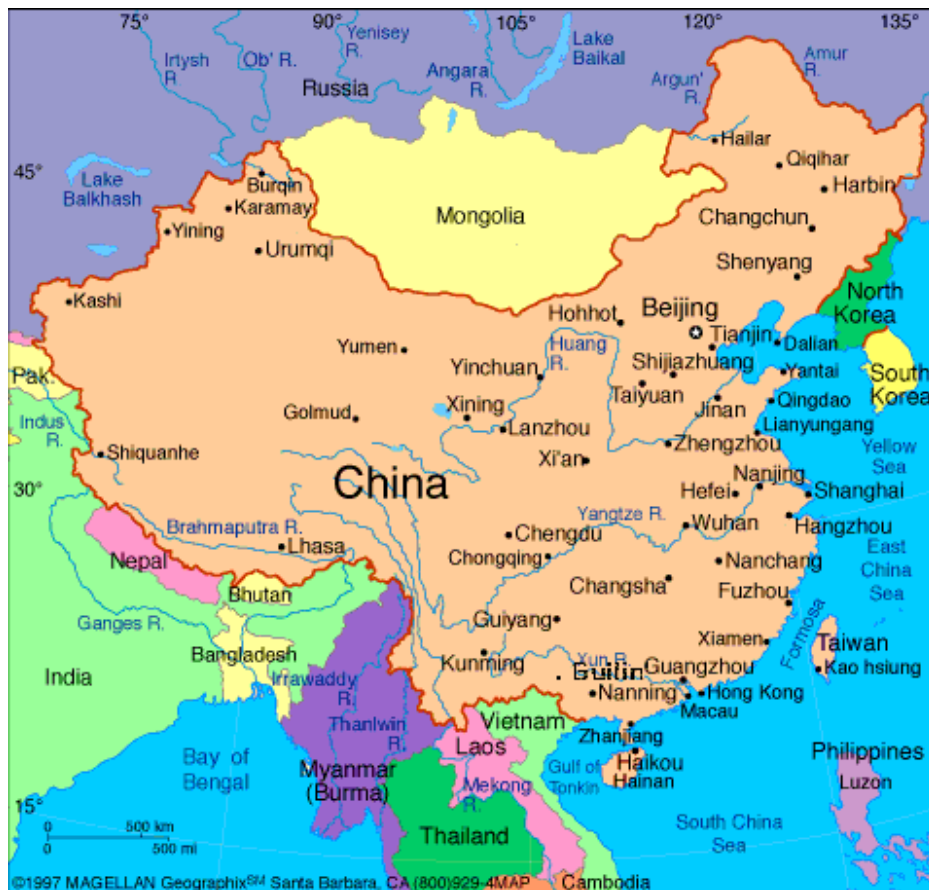 75°
90°
105°
120°
135°
Irtysh
R.
Ob' R.
Yenisey
R.
Angara
R.
Lake
Baikal
Russia
Argun'
R.
Amur
R.
45°
Lake
Balkhash
Hailar
Qiqihar
Harbin
Burqin
Karamay
Mongolia
Changchun
Yining
Urumqi
Shenyang
Kashi
North
Korea
Hohhot
Beijing
Tianjin
Dalian
Yumen
Huang
R.
Shijiazhuang
Yinchuan
Yantai
Pak.
Taiyuan
South
Korea
Golmud
Xining
Jinan
Qingdao
Indus
R.
Lanzhou
Lianyungang
Shiquanhe
Zhengzhou
Yellow
Sea
Xi'an
China
Nanjing
30°
Hefei
Shanghai
Brahmaputra R.
Yangtze R.
Wuhan
Hangzhou
Lhasa
Chengdu
Nepal
Chongqing
Nanchang
East
China
Sea
Bhutan
Changsha
Fuzhou
Ganges R.
Guiyang
Formosa
Xiamen
Taiwan
Bangladesh
Kunming
Xun R.
Guangzhou
Kao hsiung
India
Irrawaddy
R.
Guilin
Nanning
Hong Kong
Macau
Thanlwin
R.
Vietnam
Zhanjiang
Bay of
Bengal
Laos
Haikou
Hainan
Philippines
Luzon
Myanmar
(Burma)
Gulf of
Tonkin
Mekong
R.
15°
0 500 km
0 500 mi
Thailand
South China
Sea
©1997 MAGELLAN Geographix℠ Santa Barbara, CA (800)929-4MAP
Cambodia